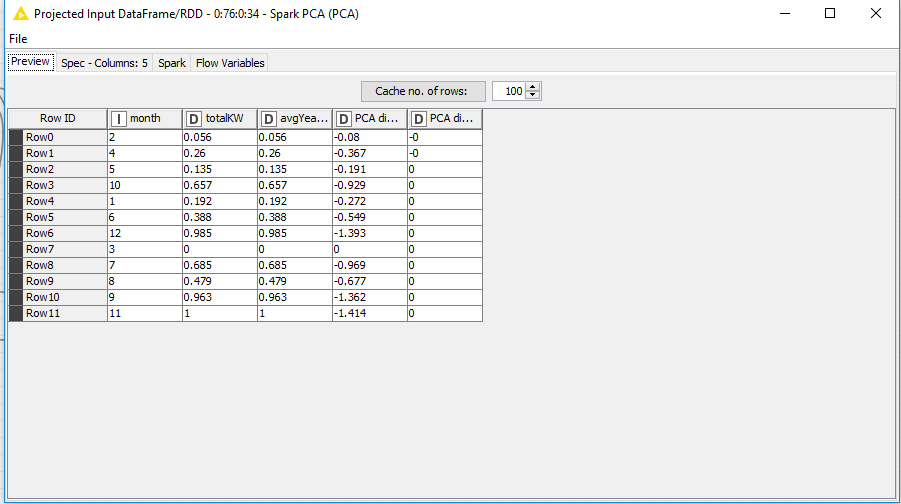 Projected Input DataFrame/RDD - 0:76:0:34 - Spark PCA (PCA)
File
Preview Spec - Columns: 5 Spark Flow Variables
Cache no. of rows: 100
Row ID I month D totalKW D avgYea... D PCA di... D PCA di...
Row0 2 0.056 0.056 -0.08 -0
Row1 4 0.26 0.26 -0.367 -0
Row2 5 0.135 0.135 -0.191 0
Row3 10 0.657 0.657 -0.929 0
Row4 1 0.192 0.192 -0.272 0
Row5 6 0.388 0.388 -0.549 0
Row6 12 0.985 0.985 -1.393 0
Row7 3 0 0 0 0
Row8 7 0.685 0.685 -0.969 0
Row9 8 0.479 0.479 -0.677 0
Row10 9 0.963 0.963 -1.362 0
Row11 11 1 1 -1.414 0